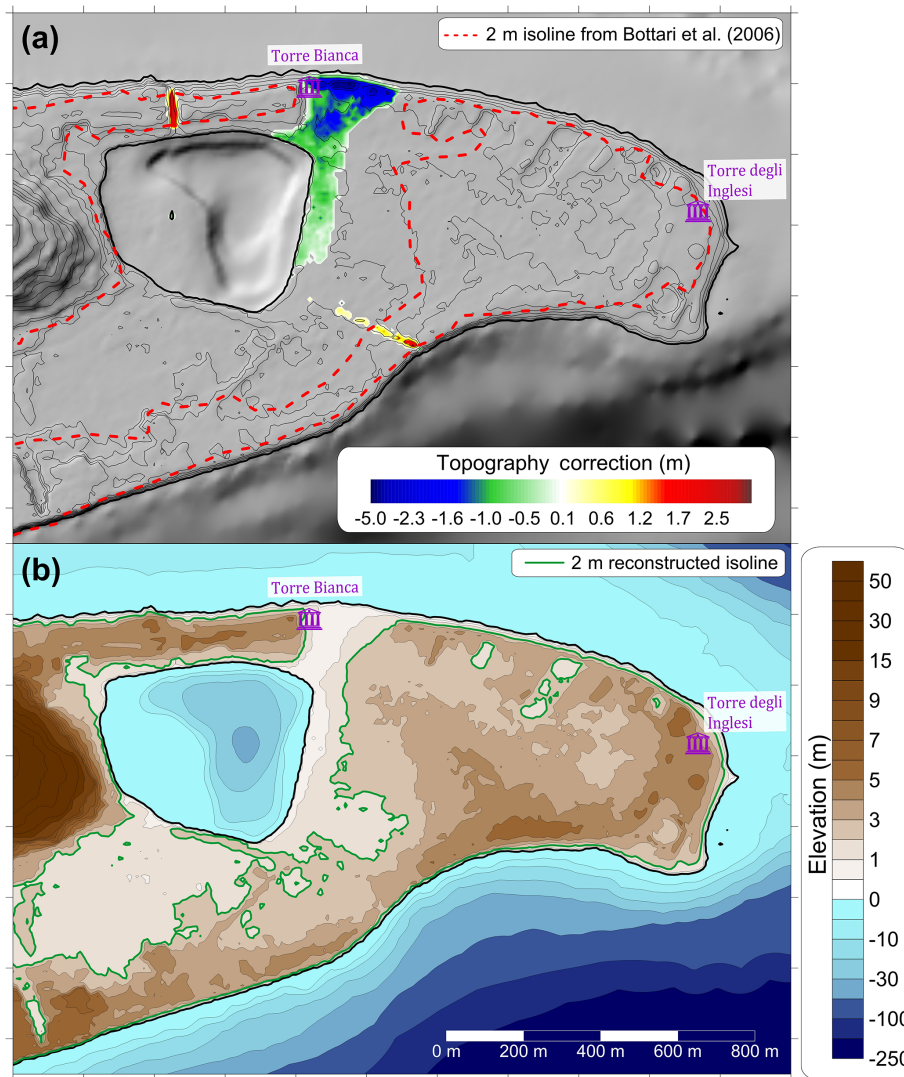 (a)
2 m isoline from Bottari et al. (2006)
Torre Bianca
Torre degli
Inglesi
Topography correction (m)
-5.0 -2.3 -1.6 -1.0 -0.5 0.1 0.6 1.2 1.7 2.5
(b)
2 m reconstructed isoline
Torre Bianca
Torre degli
Inglesi
Elevation (m)
50
30
15
9
7
5
3
1
0
-10
-30
-100
-250
0 m 200 m 400 m 600 m 800 m